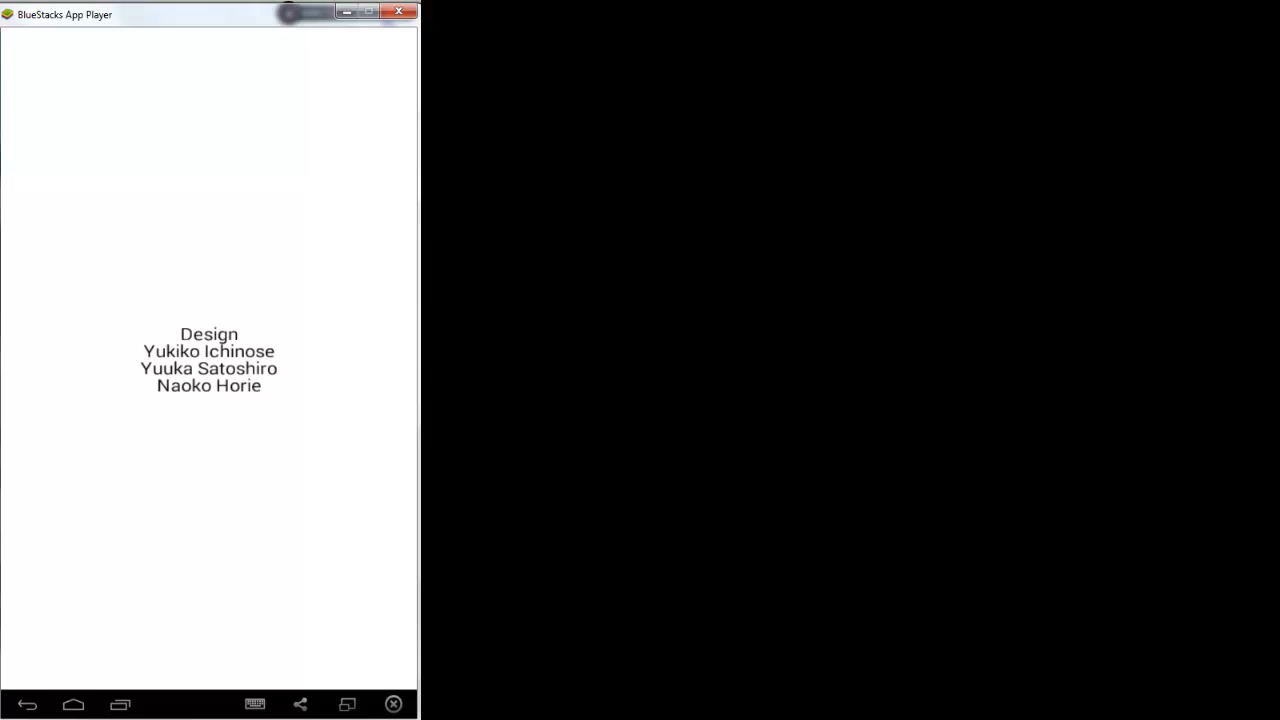 BlueStacks App Player
Design
Yukiko Ichinose
Yuuka Satoshiro
Naoko Horie